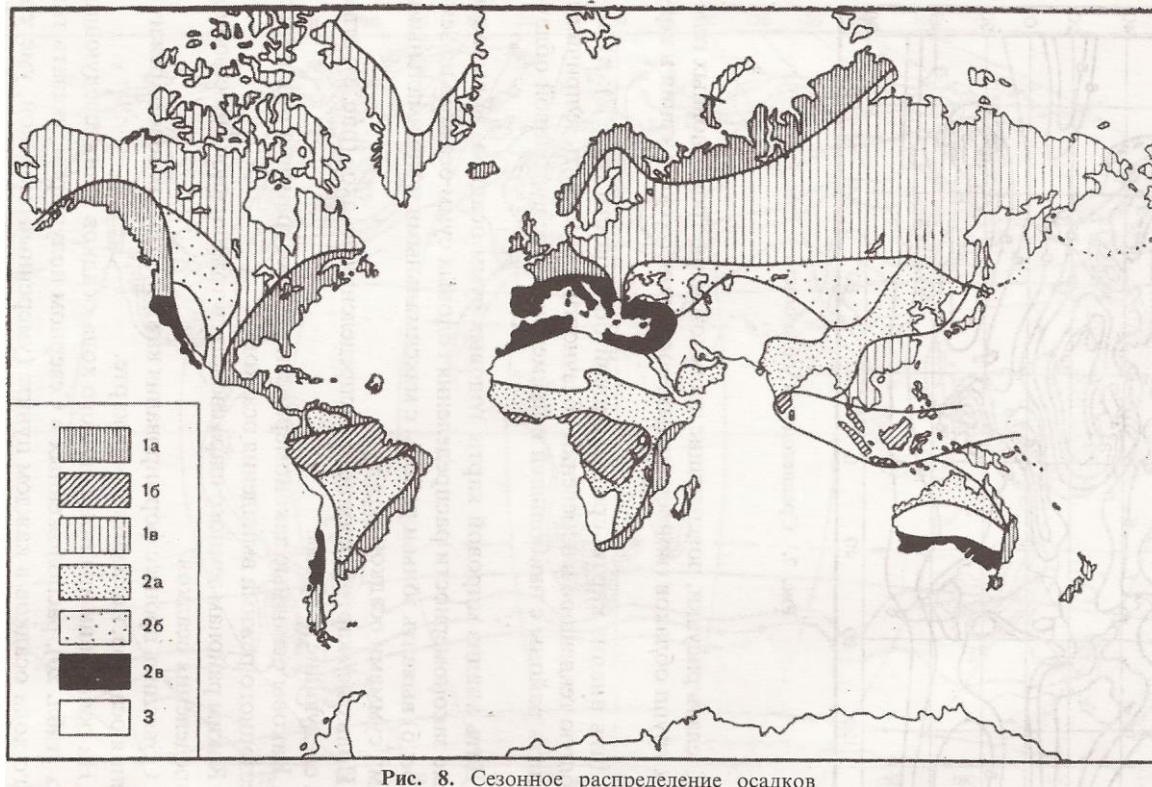 1а
1б
1в
2а
2б
2в
3
Рис. 8. Сезонное распределение осадков